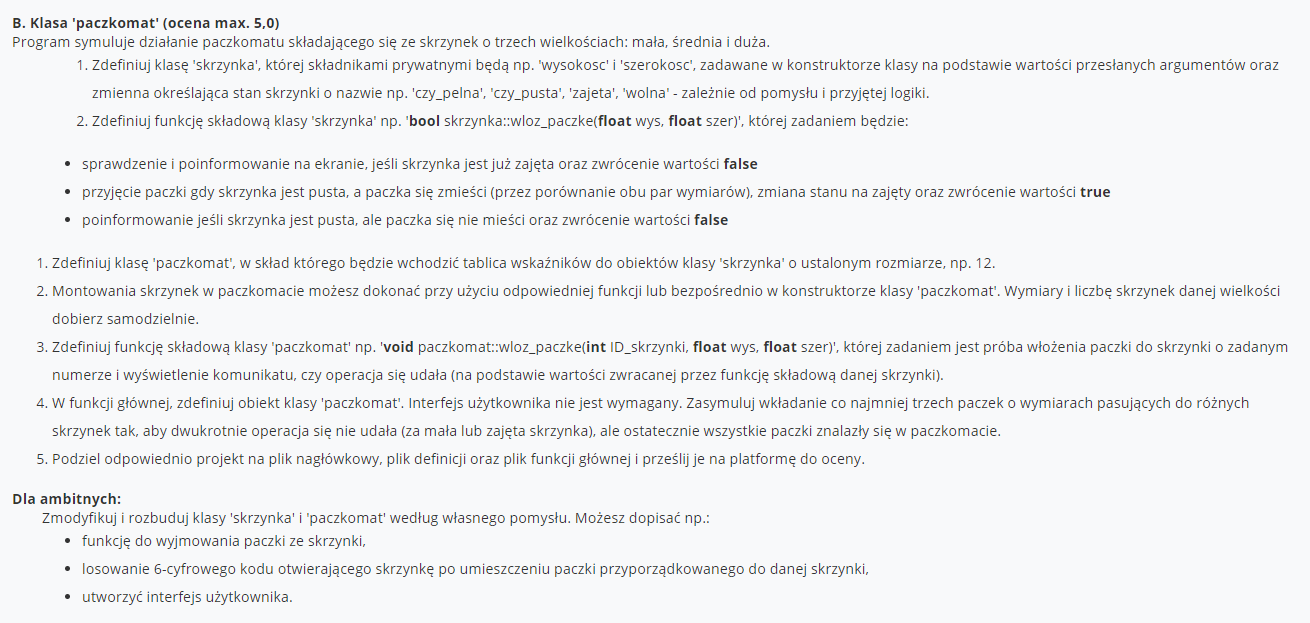 B. Klasa 'paczkomat' (ocena max. 5,0)
Program symuluje działanie paczkomatu składającego się ze skrzynek o trzech wielkościach: mała, średnia i duża.
1. Zdefiniuj klasę 'skrzynka', której składnikami prywatnymi będą np. 'wysokosc' i 'szerokosc', zadawane w konstruktorze klasy na podstawie wartości przesłanych argumentów oraz
zmienna określająca stan skrzynki o nazwie np. 'czy_pelna', 'czy_pusta', 'zajeta', 'wolna' - zależnie od pomysłu i przyjętej logiki.
2. Zdefiniuj funkcję składową klasy 'skrzynka' np. 'bool skrzynka::wloz_paczke(float wys, float szer)', której zadaniem będzie:
• sprawdzenie i poinformowanie na ekranie, jeśli skrzynka jest już zajęta oraz zwrócenie wartości false
• przyjęcie paczki gdy skrzynka jest pusta, a paczka się zmieści (przez porównanie obu par wymiarów), zmiana stanu na zajęty oraz zwrócenie wartości true
• poinformowanie jeśli skrzynka jest pusta, ale paczka się nie mieści oraz zwrócenie wartości false
1. Zdefiniuj klasę 'paczkomat', w skład którego będzie wchodzić tablica wskaźników do obiektów klasy 'skrzynka' o ustalonym rozmiarze, np. 12.
2. Montowania skrzynek w paczkomacie możesz dokonać przy użyciu odpowiedniej funkcji lub bezpośrednio w konstruktorze klasy 'paczkomat'. Wymiary i liczbę skrzynek danej wielkości
dobierz samodzielnie.
3. Zdefiniuj funkcję składową klasy 'paczkomat' np. 'void paczkomat::wloz_paczke(int ID_skrzynki, float wys, float szer)', której zadaniem jest próba włożenia paczki do skrzynki o zadanym
numerze i wyświetlenie komunikatu, czy operacja się udała (na podstawie wartości zwracanej przez funkcję składową danej skrzynki).
4. W funkcji głównej, zdefiniuj obiekt klasy 'paczkomat'. Interfejs użytkownika nie jest wymagany. Zasymuluj wkładanie co najmniej trzech paczek o wymiarach pasujących do różnych
skrzynek tak, aby dwukrotnie operacja się nie udała (za mała lub zajęta skrzynka), ale ostatecznie wszystkie paczki znalazły się w paczkomacie.
5. Podziel odpowiednio projekt na plik nagłówkowy, plik definicji oraz plik funkcji głównej i prześlij je na platformę do oceny.
Dla ambitnych:
Zmodyfikuj i rozbuduj klasy 'skrzynka' i 'paczkomat' według własnego pomysłu. Możesz dopisać np.:
• funkcję do wyjmowania paczki ze skrzynki,
• losowanie 6-cyfrowego kodu otwierającego skrzynkę po umieszczeniu paczki przyporządkowanego do danej skrzynki,
• utworzyć interfejs użytkownika.